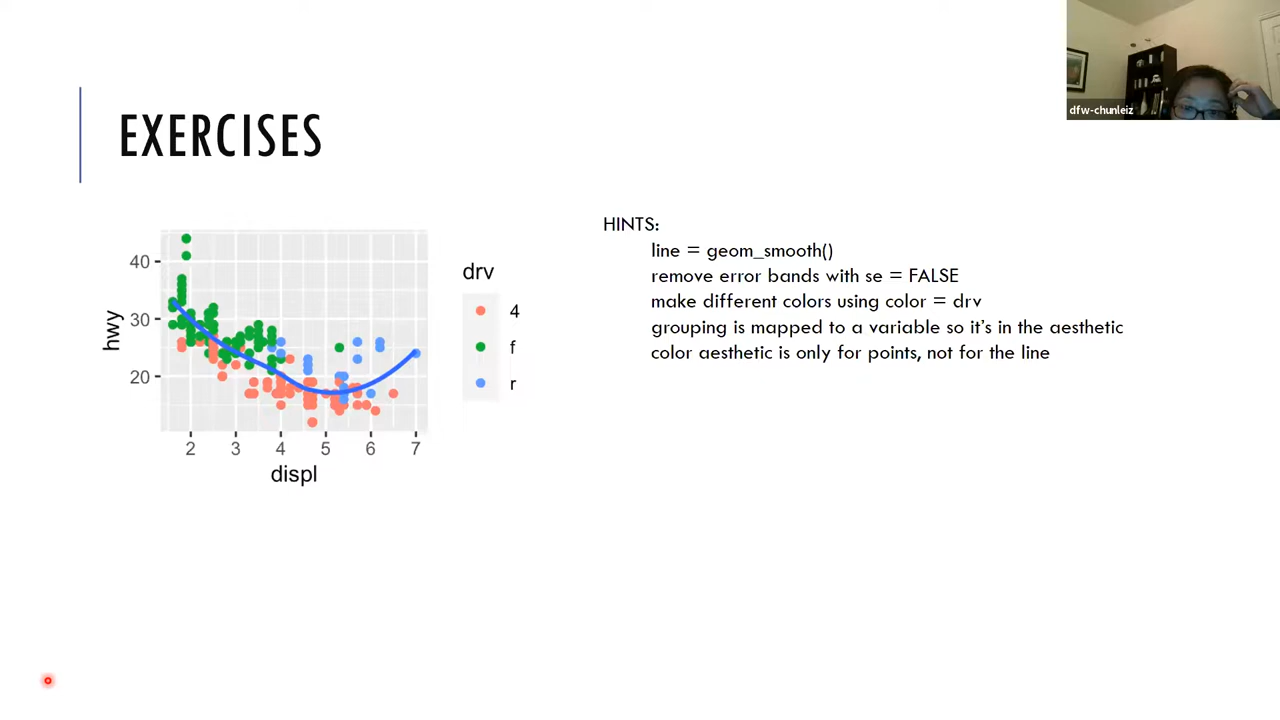 EXERCISES
dfw-chunleiz
HINTS:
line = geom_smooth()
remove error bands with se = FALSE
make different colors using color = drv
grouping is mapped to a variable so it's in the aesthetic
color aesthetic is only for points, not for the line
hwy
40
30
20
2 3 4 5 6 7
displ
drv
4
f
r